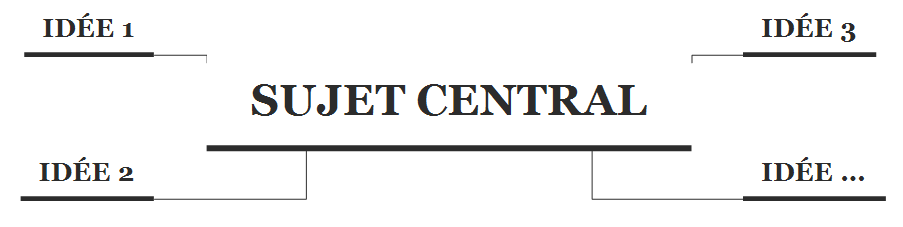 IDÉE 1
IDÉE 3
SUJET CENTRAL
IDÉE 2
IDÉE ...